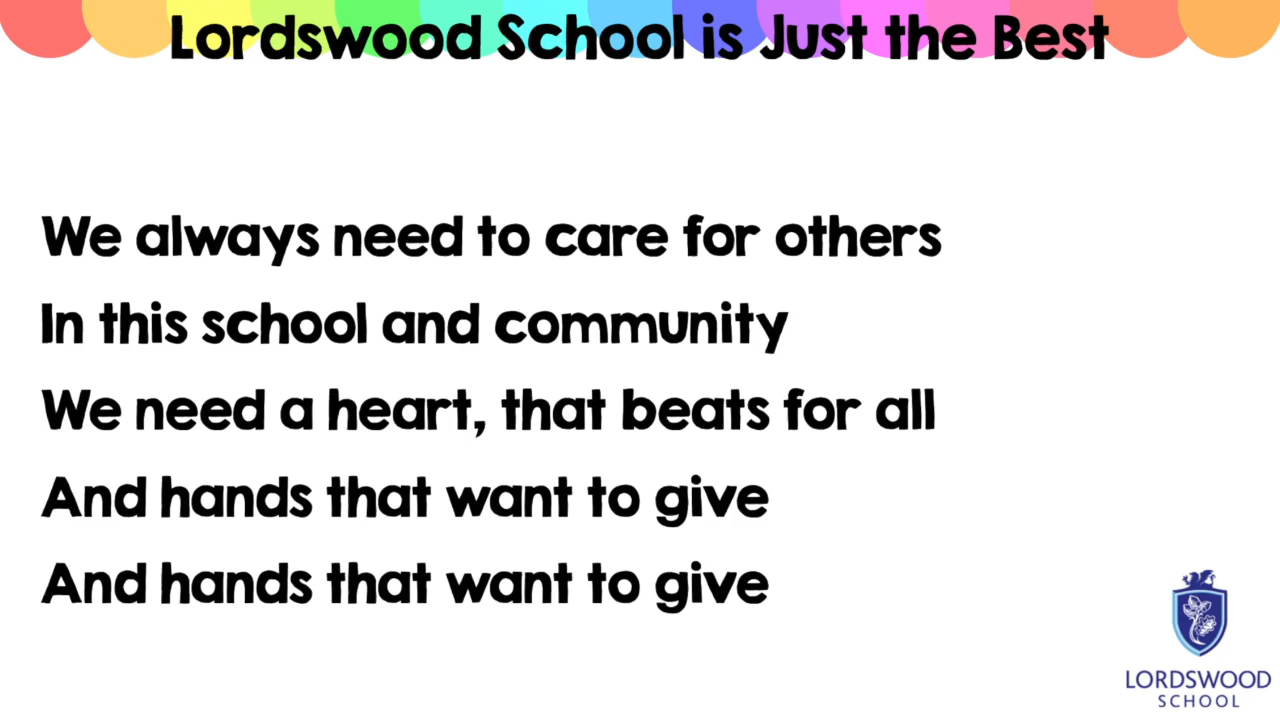 Lordswood School is Just the Best
We always need to care for others
In this school and community
We need a heart, that beats for all
And hands that want to give
And hands that want to give
LORDSWOOD
SCHOOL